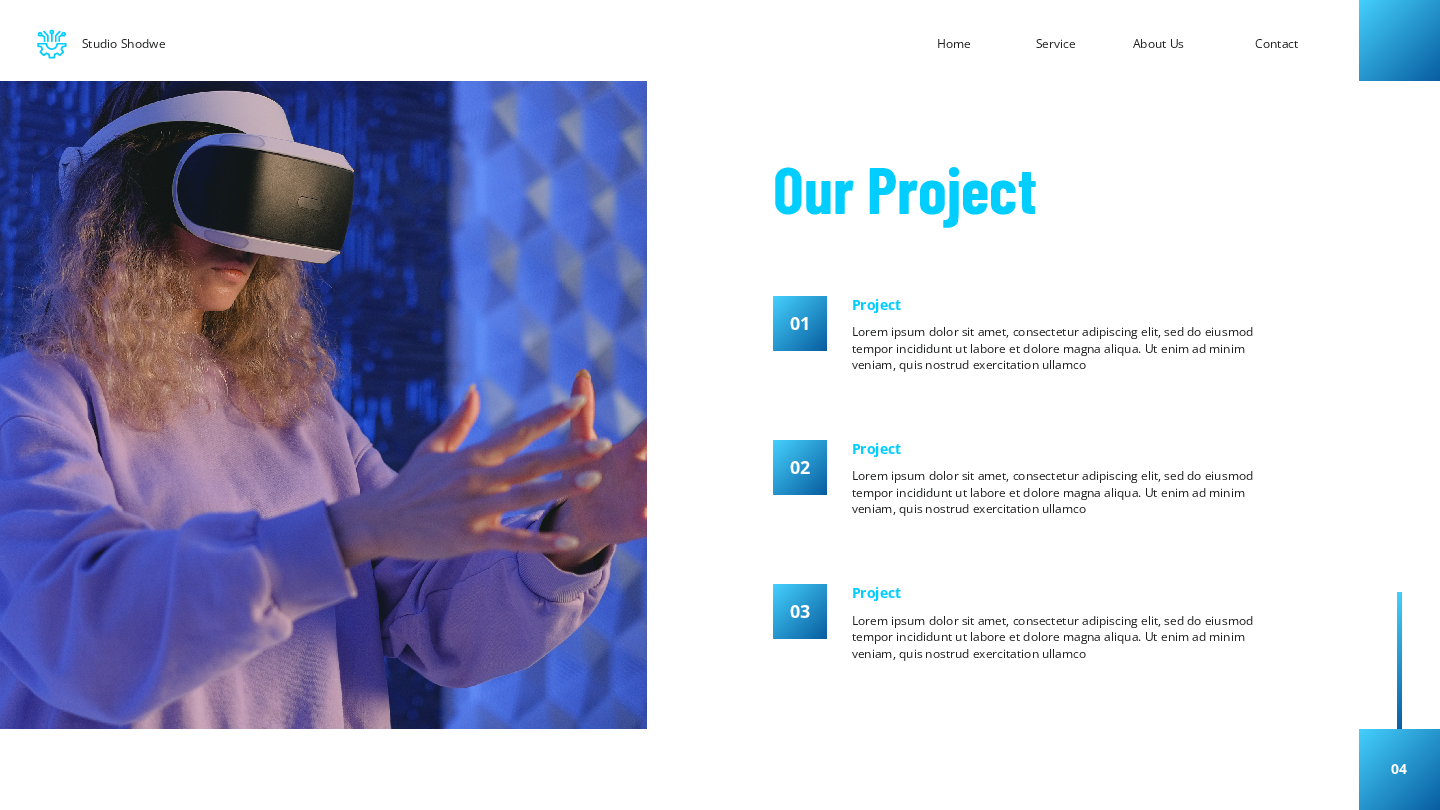 Studio Shodwe
Home
Service
About Us
Contact
Our Project
01
Project
Lorem ipsum dolor sit amet, consectetur adipiscing elit, sed do eiusmod
tempor incididunt ut labore et dolore magna aliqua. Ut enim ad minim
veniam, quis nostrud exercitation ullamco
02
Project
Lorem ipsum dolor sit amet, consectetur adipiscing elit, sed do eiusmod
tempor incididunt ut labore et dolore magna aliqua. Ut enim ad minim
veniam, quis nostrud exercitation ullamco
03
Project
Lorem ipsum dolor sit amet, consectetur adipiscing elit, sed do eiusmod
tempor incididunt ut labore et dolore magna aliqua. Ut enim ad minim
veniam, quis nostrud exercitation ullamco
04